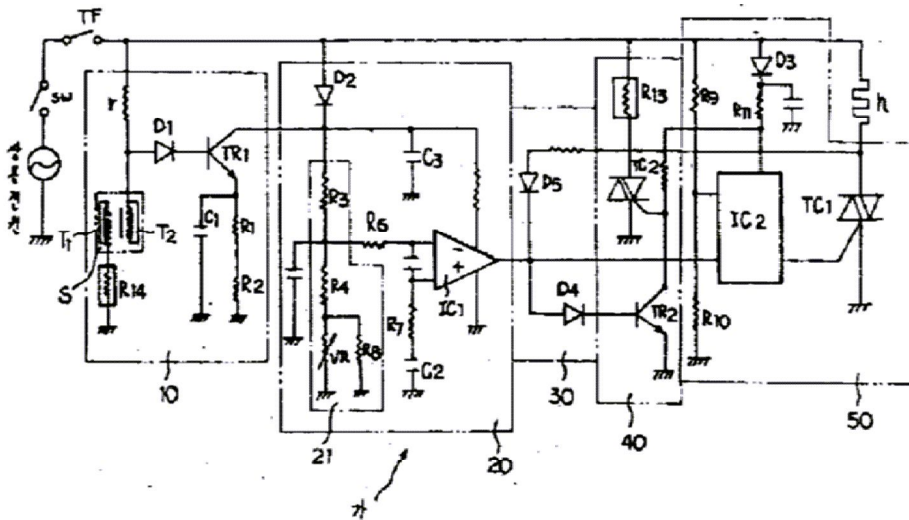 TF
SW
r
D1
TR1
C1
R1
R2
T1
T2
S
R14
10
D2
C3
R3
R6
R4
R7
IC1
VR
R8
C2
21
20
D5
D4
30
R13
TC2
TR2
40
R9
R10
D3
R11
IC2
TC1
h
50
가